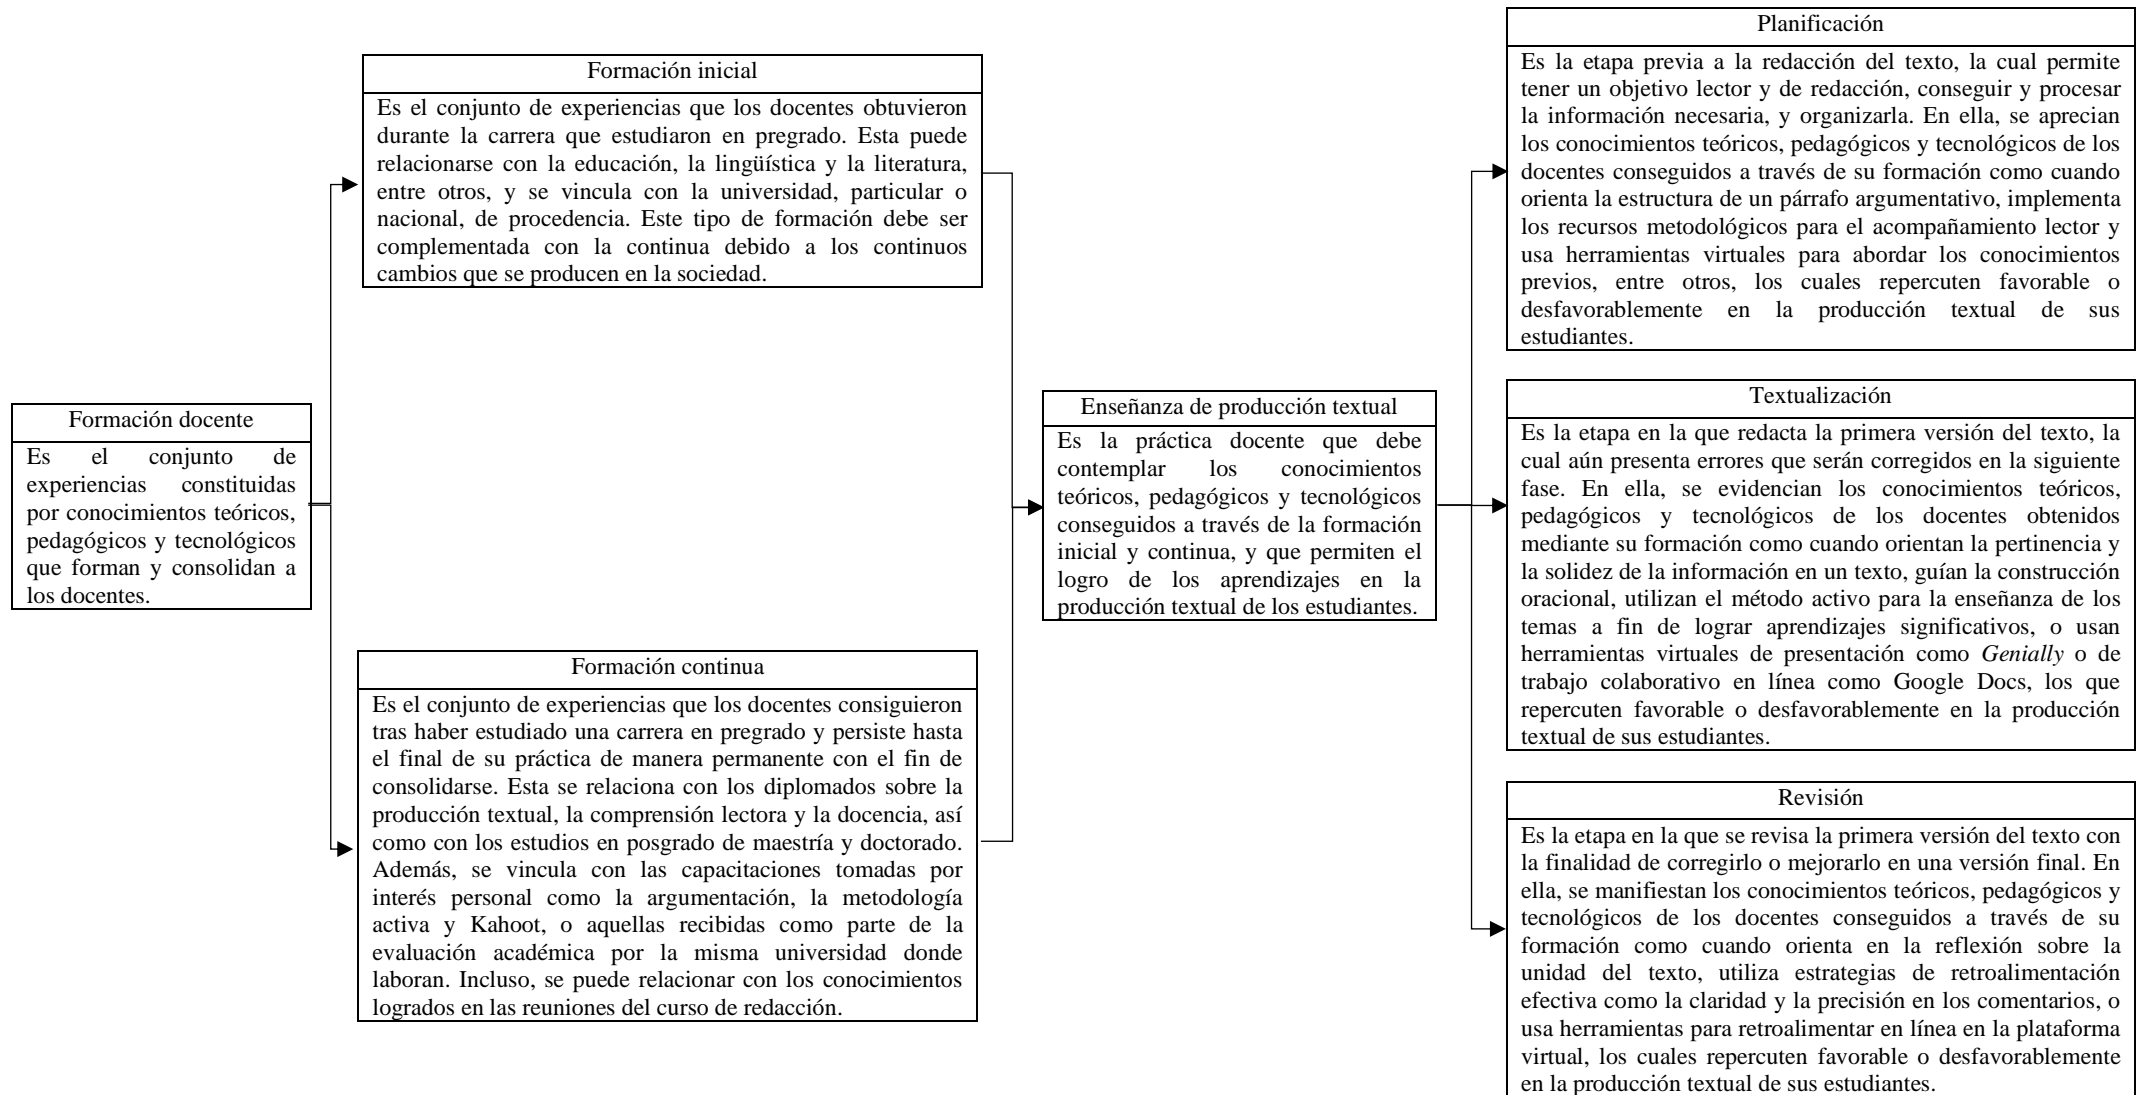 Formación docente
Es el conjunto de
experiencias constituidas
por conocimientos teóricos,
pedagógicos y tecnológicos
que forman y consolidan a
los docentes.
Formación inicial
Es el conjunto de experiencias que los docentes obtuvieron
durante la carrera que estudiaron en pregrado. Esta puede
relacionarse con la educación, la lingüística y la literatura,
entre otros, y se vincula con la universidad, particular o
nacional, de procedencia. Este tipo de formación debe ser
complementada con la continua debido a los continuos
cambios que se producen en la sociedad.
Formación continua
Es el conjunto de experiencias que los docentes consiguieron
tras haber estudiado una carrera en pregrado y persiste hasta
el final de su práctica de manera permanente con el fin de
consolidarse. Esta se relaciona con los diplomados sobre la
producción textual, la comprensión lectora y la docencia, así
como con los estudios en posgrado de maestría y doctorado.
Además, se vincula con las capacitaciones tomadas por
interés personal como la argumentación, la metodología
activa y Kahoot, o aquellas recibidas como parte de la
evaluación académica por la misma universidad donde
laboran. Incluso, se puede relacionar con los conocimientos
logrados en las reuniones del curso de redacción.
Enseñanza de producción textual
Es la práctica docente que debe
contemplar los conocimientos
teóricos, pedagógicos y tecnológicos
conseguidos a través de la formación
inicial y continua, y que permiten el
logro de los aprendizajes en la
producción textual de los estudiantes.
Planificación
Es la etapa previa a la redacción del texto, la cual permite
tener un objetivo lector y de redacción, conseguir y procesar
la información necesaria, y organizarla. En ella, se aprecian
los conocimientos teóricos, pedagógicos y tecnológicos de los
docentes conseguidos a través de su formación como cuando
orienta la estructura de un párrafo argumentativo, implementa
los recursos metodológicos para el acompañamiento lector y
usa herramientas virtuales para abordar los conocimientos
previos, entre otros, los cuales repercuten favorable o
desfavorablemente en la producción textual de sus
estudiantes.
Textualización
Es la etapa en la que redacta la primera versión del texto, la
cual aún presenta errores que serán corregidos en la siguiente
fase. En ella, se evidencian los conocimientos teóricos,
pedagógicos y tecnológicos de los docentes obtenidos
mediante su formación como cuando orientan la pertinencia y
la solidez de la información en un texto, guían la construcción
oracional, utilizan el método activo para la enseñanza de los
temas a fin de lograr aprendizajes significativos, o usan
herramientas virtuales de presentación como Genially o de
trabajo colaborativo en línea como Google Docs, los que
repercuten favorable o desfavorablemente en la producción
textual de sus estudiantes.
Revisión
Es la etapa en la que se revisa la primera versión del texto con
la finalidad de corregirlo o mejorarlo en una versión final. En
ella, se manifiestan los conocimientos teóricos, pedagógicos y
tecnológicos de los docentes conseguidos a través de su
formación como cuando orienta en la reflexión sobre la
unidad del texto, utiliza estrategias de retroalimentación
efectiva como la claridad y la precisión en los comentarios, o
usa herramientas para retroalimentar en línea en la plataforma
virtual, los cuales repercuten favorable o desfavorablemente
en la producción textual de sus estudiantes.